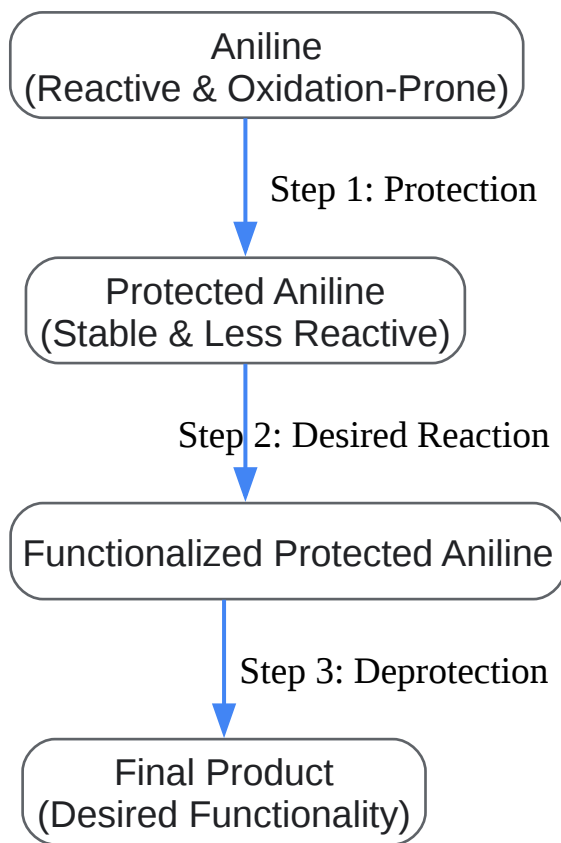 Aniline
(Reactive & Oxidation-Prone)
Step 1: Protection
Protected Aniline
(Stable & Less Reactive)
Step 2: Desired Reaction
Functionalized Protected Aniline
Step 3: Deprotection
Final Product
(Desired Functionality)